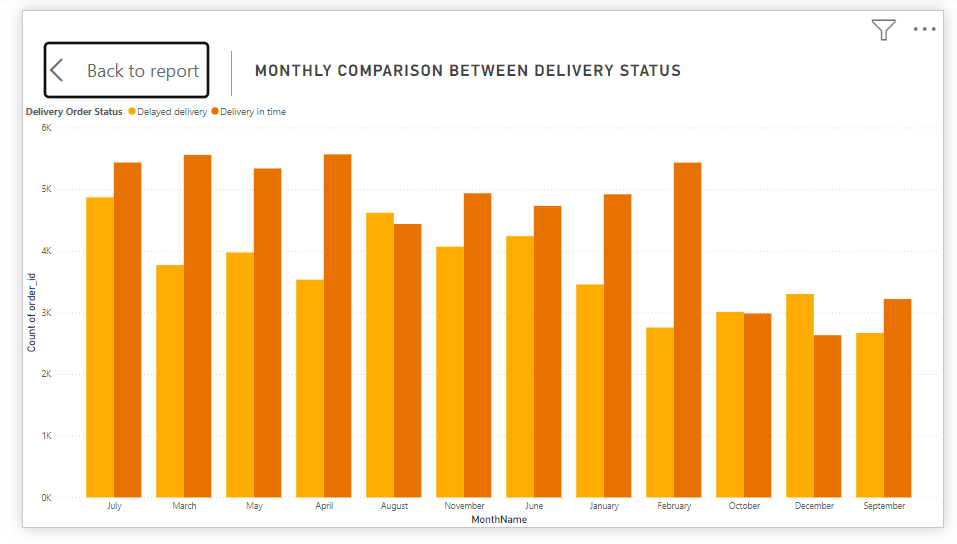 Back to report
MONTHLY COMPARISON BETWEEN DELIVERY STATUS
Delivery Order Status Delayed delivery Delivery in time
6K
5K
4K
3K
2K
1K
0K
Count of order_id
July March May April August November June January February October December September
MonthName